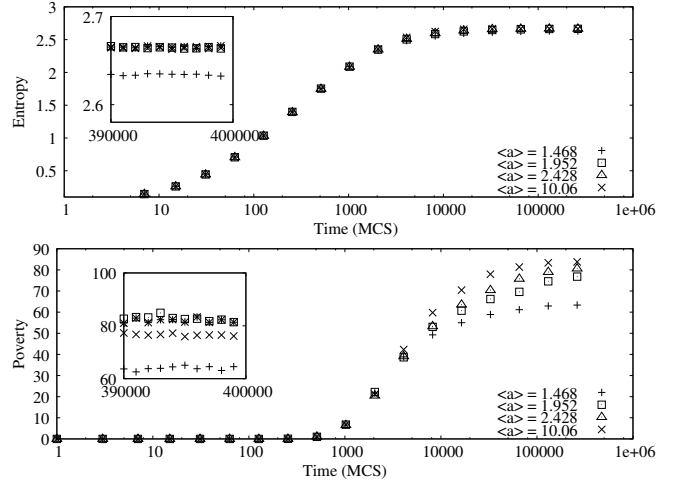 3
2.5
2
1.5
1
0.5
Entropy
2.7
2.6
390000 400000
<a> = 1.468
<a> = 1.952
<a> = 2.428
<a> = 10.06
1 10 100 1000 10000 100000 1e+06
Time (MCS)
90
80
70
60
50
40
30
20
10
0
Poverty
100
80
60
390000 400000
<a> = 1.468
<a> = 1.952
<a> = 2.428
<a> = 10.06
1 10 100 1000 10000 100000 1e+06
Time (MCS)